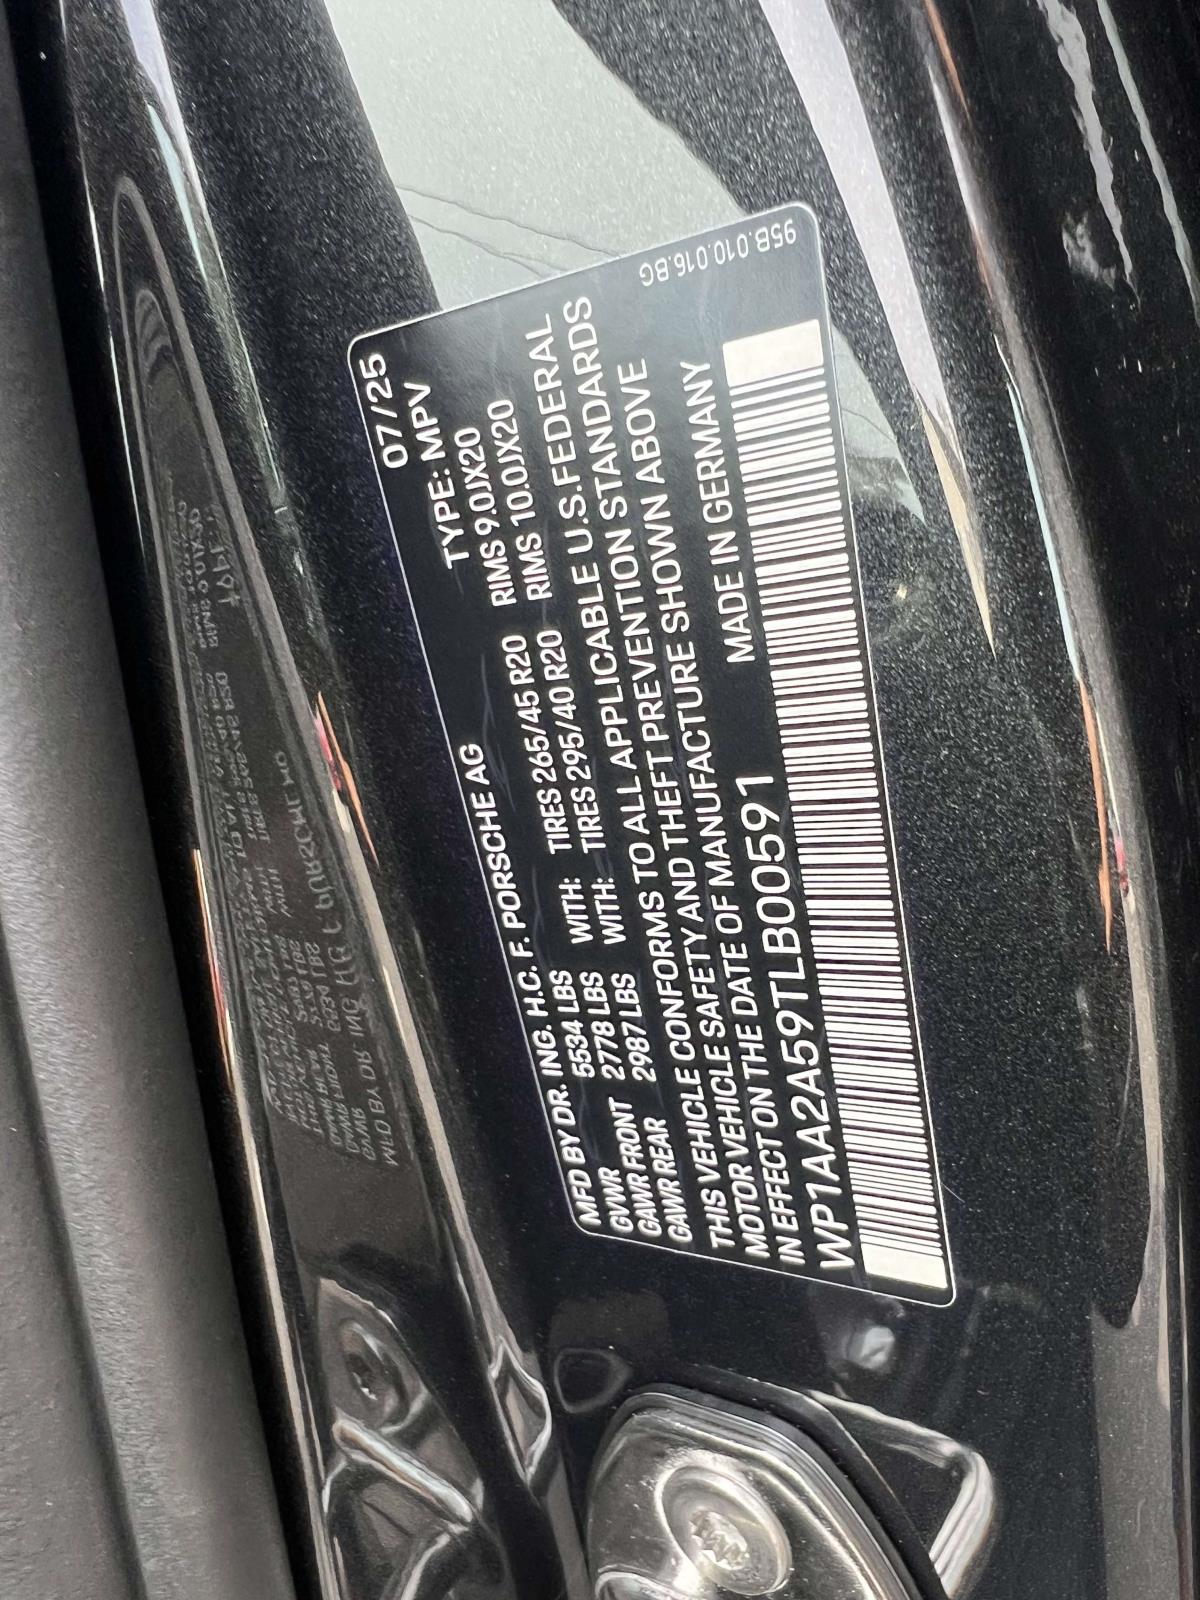 07/25
MFD BY DR. ING. H.C. F. PORSCHE AG TYPE: MPV
GVWR 5534 LBS
GAWR FRONT 2778 LBS WITH: TIRES 265/45 R20 RIMS 9.0JX20
GAWR REAR 2987 LBS WITH: TIRES 295/40 R20 RIMS 10.0JX20
THIS VEHICLE CONFORMS TO ALL APPLICABLE U.S.FEDERAL
MOTOR VEHICLE SAFETY AND THEFT PREVENTION STANDARDS
IN EFFECT ON THE DATE OF MANUFACTURE SHOWN ABOVE
WP1AA2A59TLB00591 MADE IN GERMANY
95B.010.016.BG